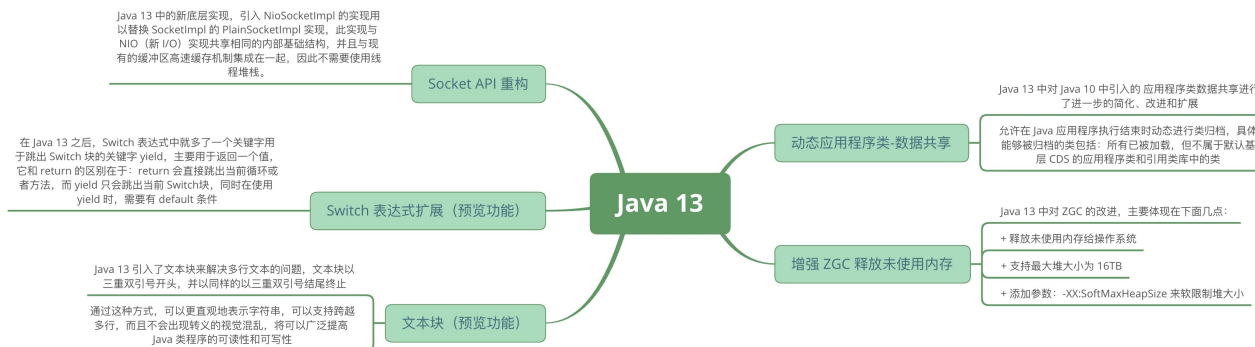 Java 13 中的新底层实现，引入 NioSocketImpl 的实现用
以替换 SocketImpl 的 PlainSocketImpl 实现，此实现与
NIO（新 I/O）实现共享相同的内部基础结构，并且与现
有的缓冲区高速缓存机制集成在一起，因此不需要使用线
程堆栈。
Socket API 重构
在 Java 13 之后，Switch 表达式中就多了一个关键字用
于跳出 Switch 块的关键字 yield，主要用于返回一个值，
它和 return 的区别在于：return 会直接跳出当前循环或
者方法，而 yield 只会跳出当前 Switch块，同时在使用
yield 时，需要有 default 条件
Switch 表达式扩展（预览功能）
Java 13 引入了文本块来解决多行文本的问题，文本块以
三重双引号开头，并以同样的以三重双引号结尾终止
通过这种方式，可以更直观地表示字符串，可以支持跨越
多行，而且不会出现转义的视觉混乱，将可以广泛提高
Java 类程序的可读性和可写性
文本块（预览功能）
Java 13
动态应用程序类-数据共享
Java 13 中对 Java 10 中引入的 应用程序类数据共享进行
了进一步的简化、改进和扩展
允许在 Java 应用程序执行结束时动态进行类归档，具体
能够被归档的类包括：所有已被加载，但不属于默认基
层 CDS 的应用程序类和引用类库中的类
增强 ZGC 释放未使用内存
Java 13 中对 ZGC 的改进，主要体现在下面几点：
+ 释放未使用内存给操作系统
+ 支持最大堆大小为 16TB
+ 添加参数：-XX:SoftMaxHeapSize 来软限制堆大小